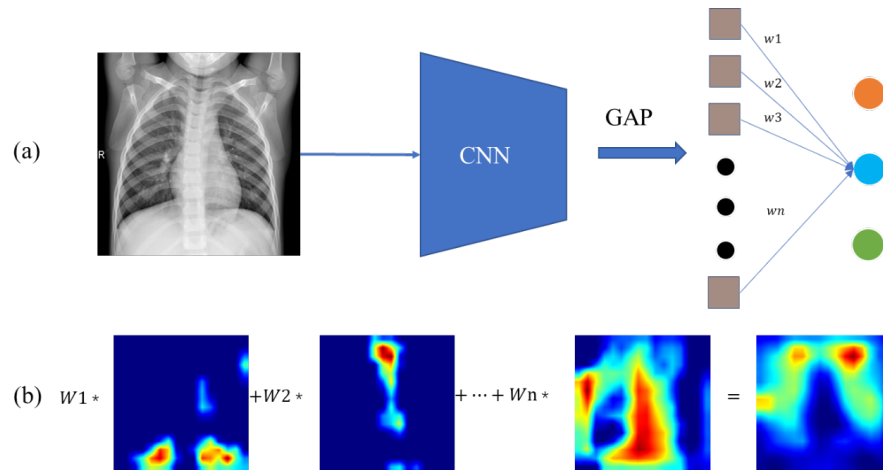 w1
w2
GAP
w3
(a)
R
CNN
wn
(b) W1 * +W2 * + ⋯ + Wn * =